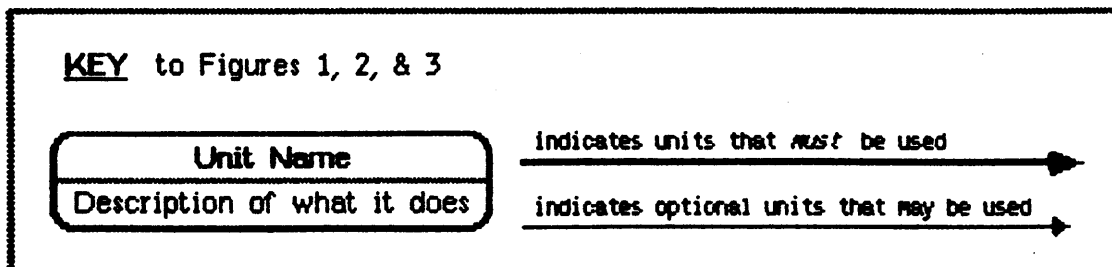 KEY to Figures 1, 2, & 3
Unit Name
Description of what it does
indicates units that must be used
indicates optional units that may be used